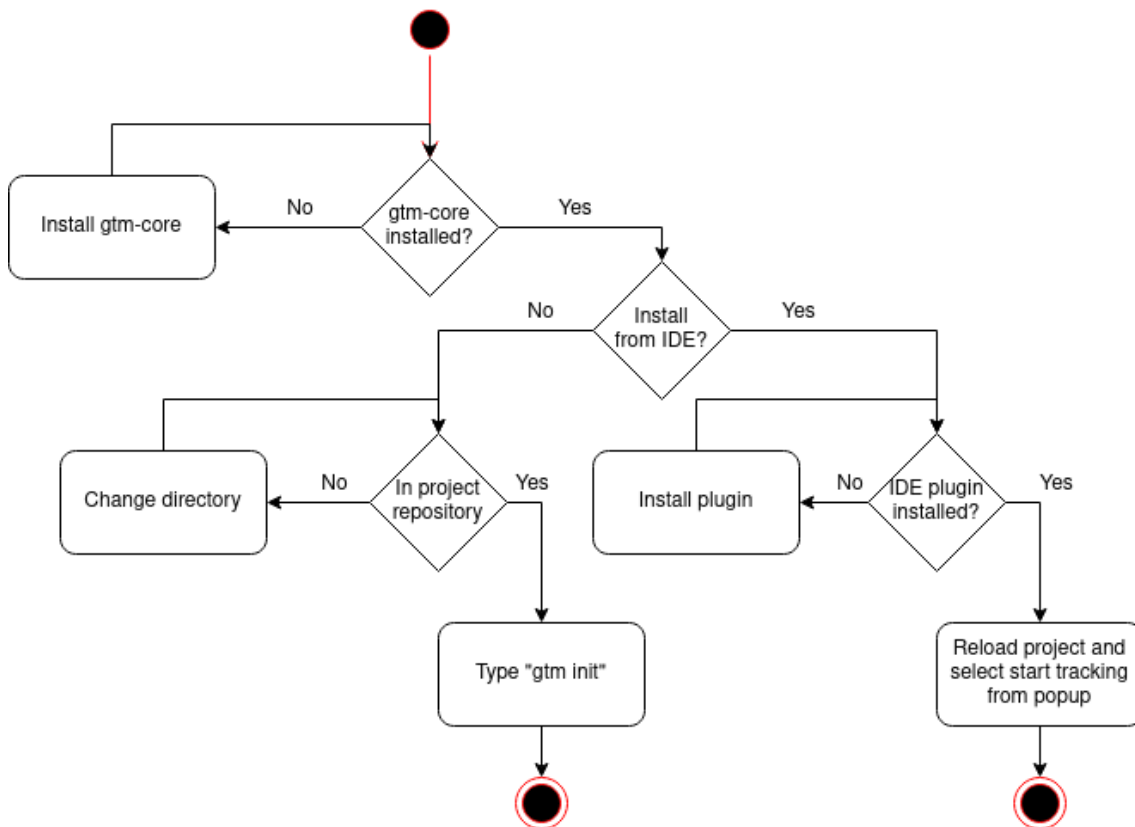 No
Yes
Install gtm-core
gtm-core
installed?
No
Yes
Install
from IDE?
Change directory
No
In project
repository
Yes
Install plugin
No
IDE plugin
installed?
Yes
Type "gtm init"
Reload project and
select start tracking
from popup